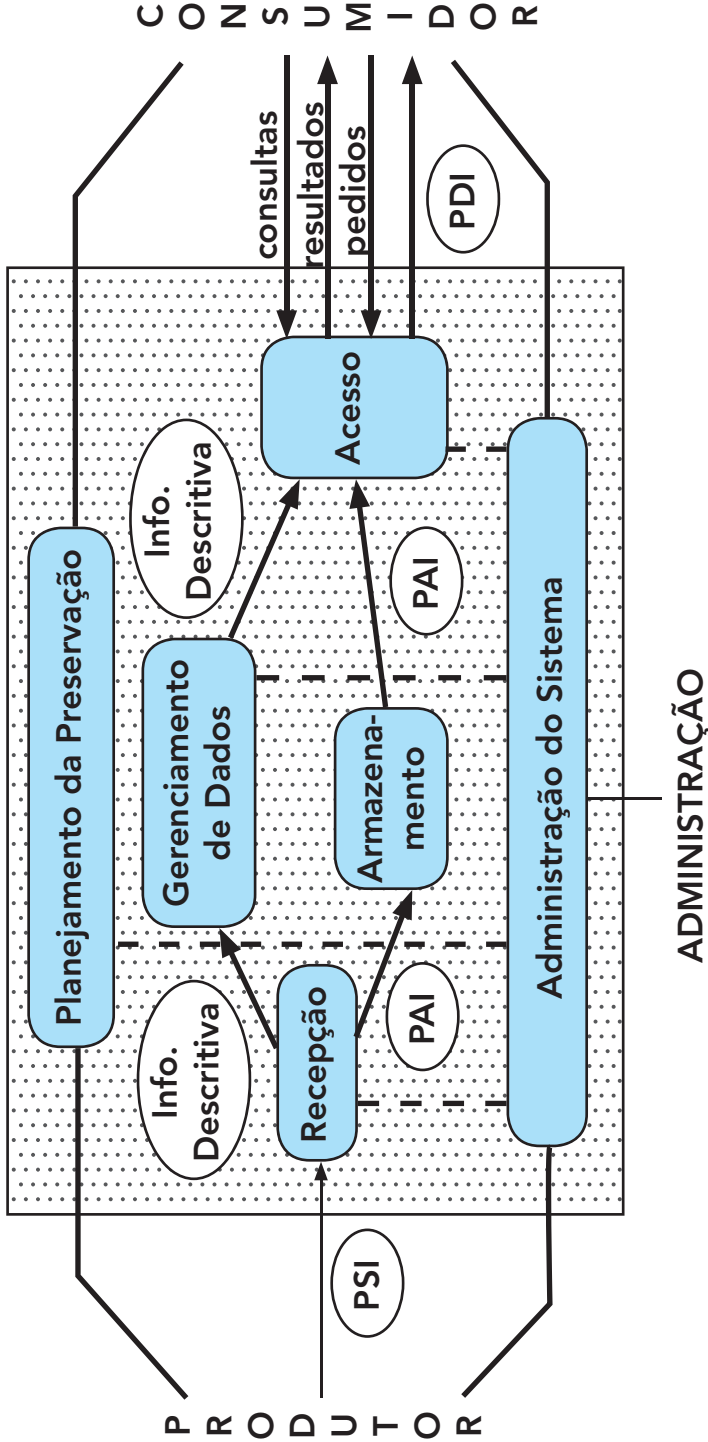 PRODUTOR
PSI
Planejamento da Preservação
Info.
Descritiva
Recepção
PAI
Gerenciamento
de Dados
Armazena-
mento
Info.
Descritiva
PAI
Acesso
Administração do Sistema
ADMINISTRAÇÃO
consultas
resultados
pedidos
PDI
CONSUMIDOR